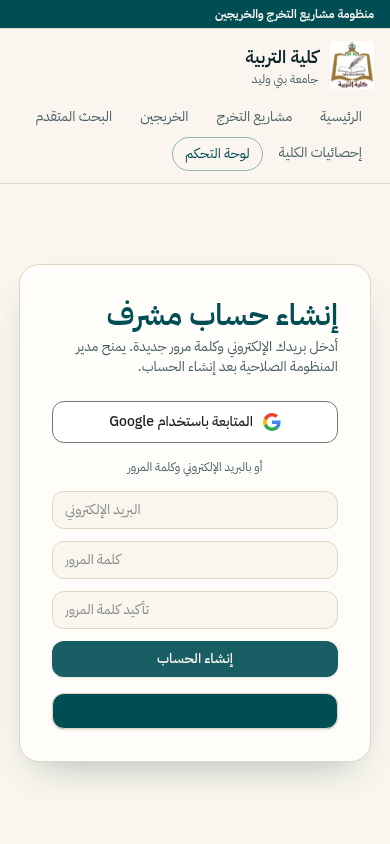 منظومة مشاريع التخرج والخريجين
كلية التربية
جامعة بني وليد
الرئيسية
مشاريع التخرج
الخريجين
البحث المتقدم
إحصائيات الكلية
لوحة التحكم
إنشاء حساب مشرف
أدخل بريدك الإلكتروني وكلمة مرور جديدة. يمنح مدير
المنظومة الصلاحية بعد إنشاء الحساب.
المتابعة باستخدام Google
أو بالبريد الإلكتروني وكلمة المرور
البريد الإلكتروني
كلمة المرور
تأكيد كلمة المرور
إنشاء الحساب